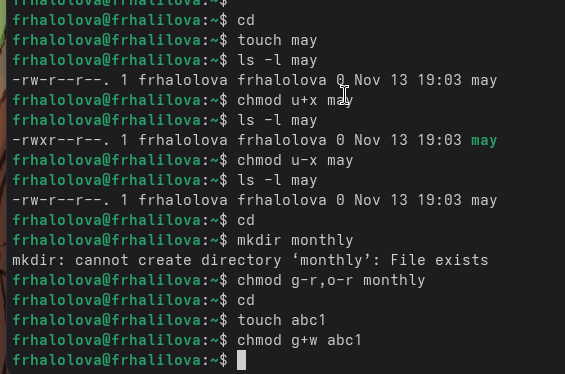 frhalolova@frhalilova:~$
frhalolova@frhalilova:~$ cd
frhalolova@frhalilova:~$ touch may
frhalolova@frhalilova:~$ ls -l may
-rw-r--r--. 1 frhalolova frhalolova 0 Nov 13 19:03 may
frhalolova@frhalilova:~$ chmod u+x may
frhalolova@frhalilova:~$ ls -l may
-rwxr--r--. 1 frhalolova frhalolova 0 Nov 13 19:03 may
frhalolova@frhalilova:~$ chmod u-x may
frhalolova@frhalilova:~$ ls -l may
-rw-r--r--. 1 frhalolova frhalolova 0 Nov 13 19:03 may
frhalolova@frhalilova:~$ cd
frhalolova@frhalilova:~$ mkdir monthly
mkdir: cannot create directory ‘monthly’: File exists
frhalolova@frhalilova:~$ chmod g-r,o-r monthly
frhalolova@frhalilova:~$ cd
frhalolova@frhalilova:~$ touch abc1
frhalolova@frhalilova:~$ chmod g+w abc1
frhalolova@frhalilova:~$